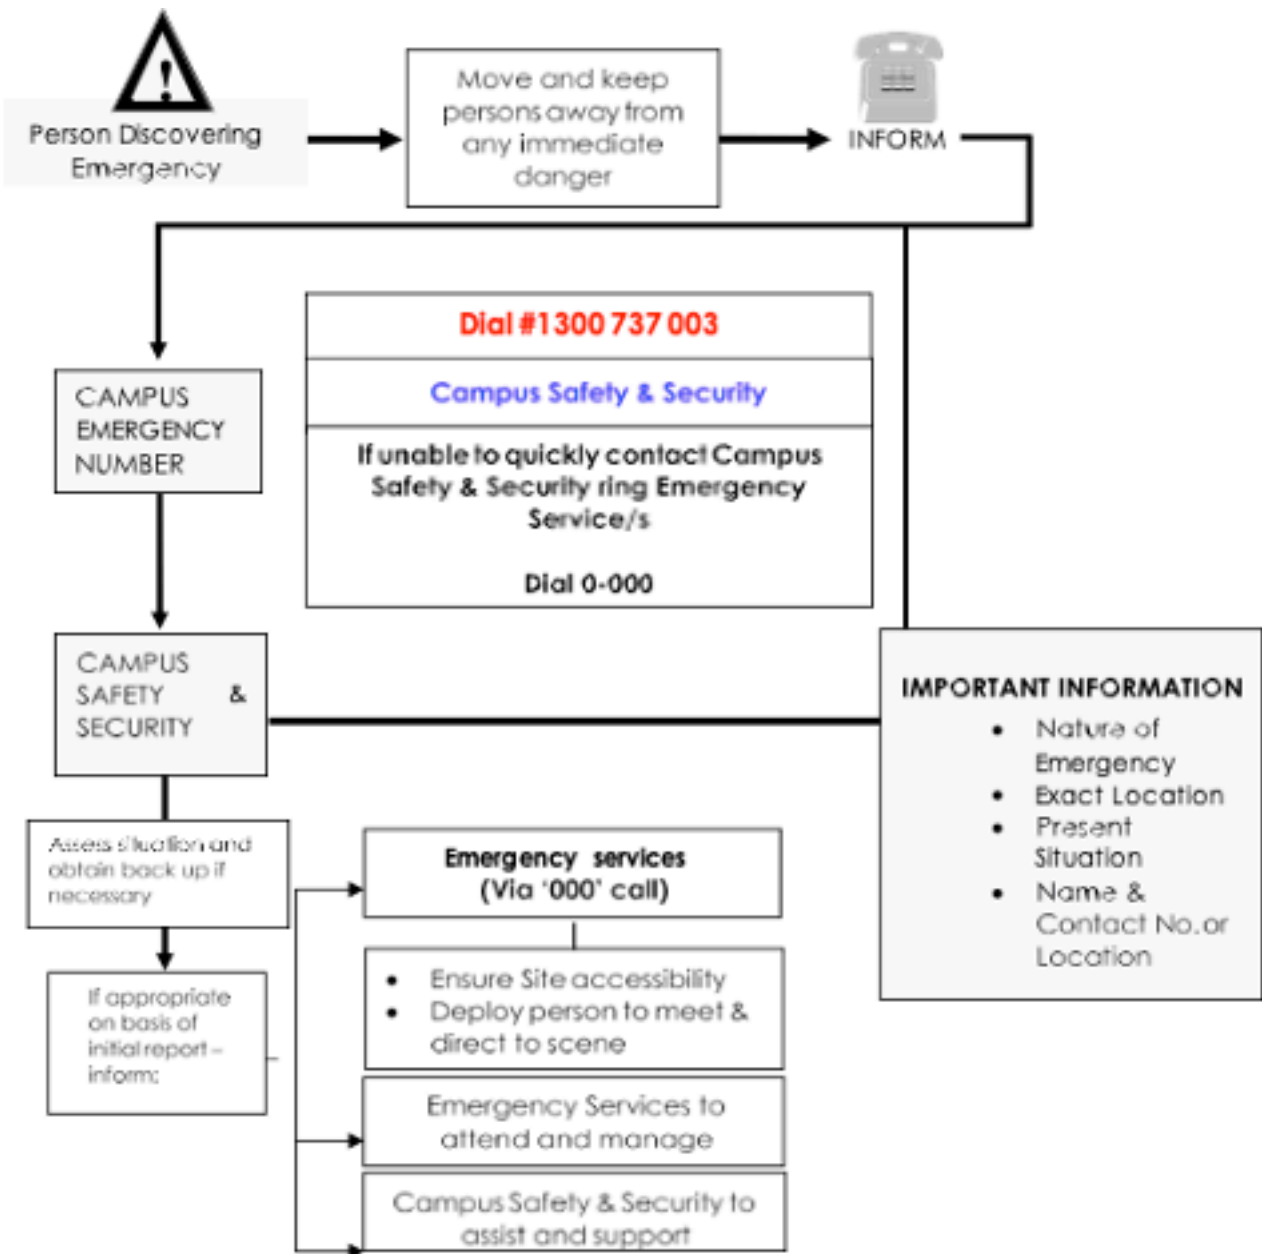 !
Person Discovering
Emergency
Move and keep
persons away from
any immediate
danger
INFORM
Dial #1300 737 003
Campus Safety & Security
If unable to quickly contact Campus
Safety & Security ring Emergency
Service/s
Dial 0-000
CAMPUS
EMERGENCY
NUMBER
CAMPUS
SAFETY &
SECURITY
IMPORTANT INFORMATION
• Nature of
Emergency
• Exact Location
• Present
Situation
• Name &
Contact No.or
Location
Assess situation and
obtain back up if
necessary
If appropriate
on basis of
initial report –
inform:
Emergency services
(Via ‘000’ call)
• Ensure Site accessibility
• Deploy person to meet &
direct to scene
Emergency Services to
attend and manage
Campus Safety & Security to
assist and support